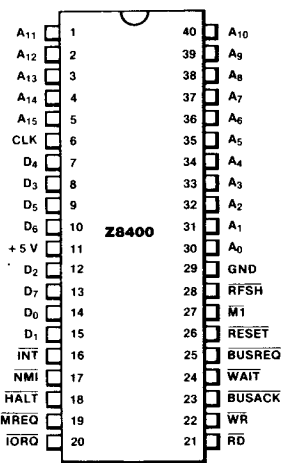 A11 1 40 A10
A12 2 39 A9
A13 3 38 A8
A14 4 37 A7
A15 5 36 A6
CLK 6 35 A5
D4 7 34 A4
D3 8 33 A3
D5 9 32 A2
D6 10 31 A1
Z8400
+5 V 11 30 A0
D2 12 29 GND
D7 13 28 RFSH
D0 14 27 M1
D1 15 26 RESET
INT 16 25 BUSREQ
NMI 17 24 WAIT
HALT 18 23 BUSACK
MREQ 19 22 WR
IORQ 20 21 RD